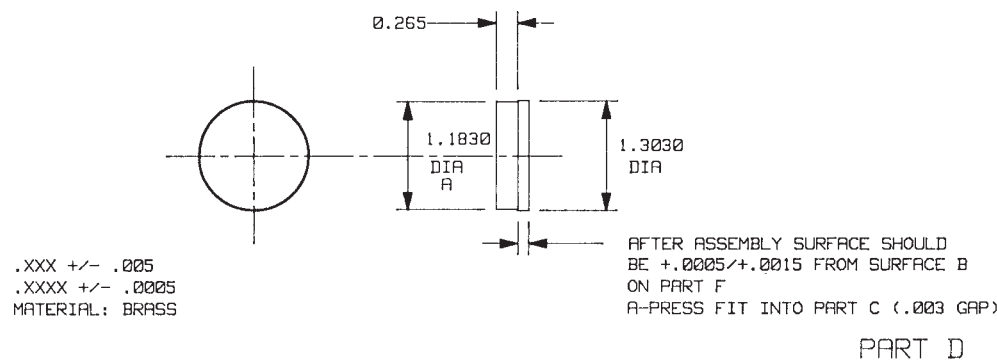 0.265
1.1830
DIA
A
1.3030
DIA
.XXX +/- .005
.XXXX +/- .0005
MATERIAL: BRASS
AFTER ASSEMBLY SURFACE SHOULD
BE +.0005/+.0015 FROM SURFACE B
ON PART F
A-PRESS FIT INTO PART C (.003 GAP)
PART D